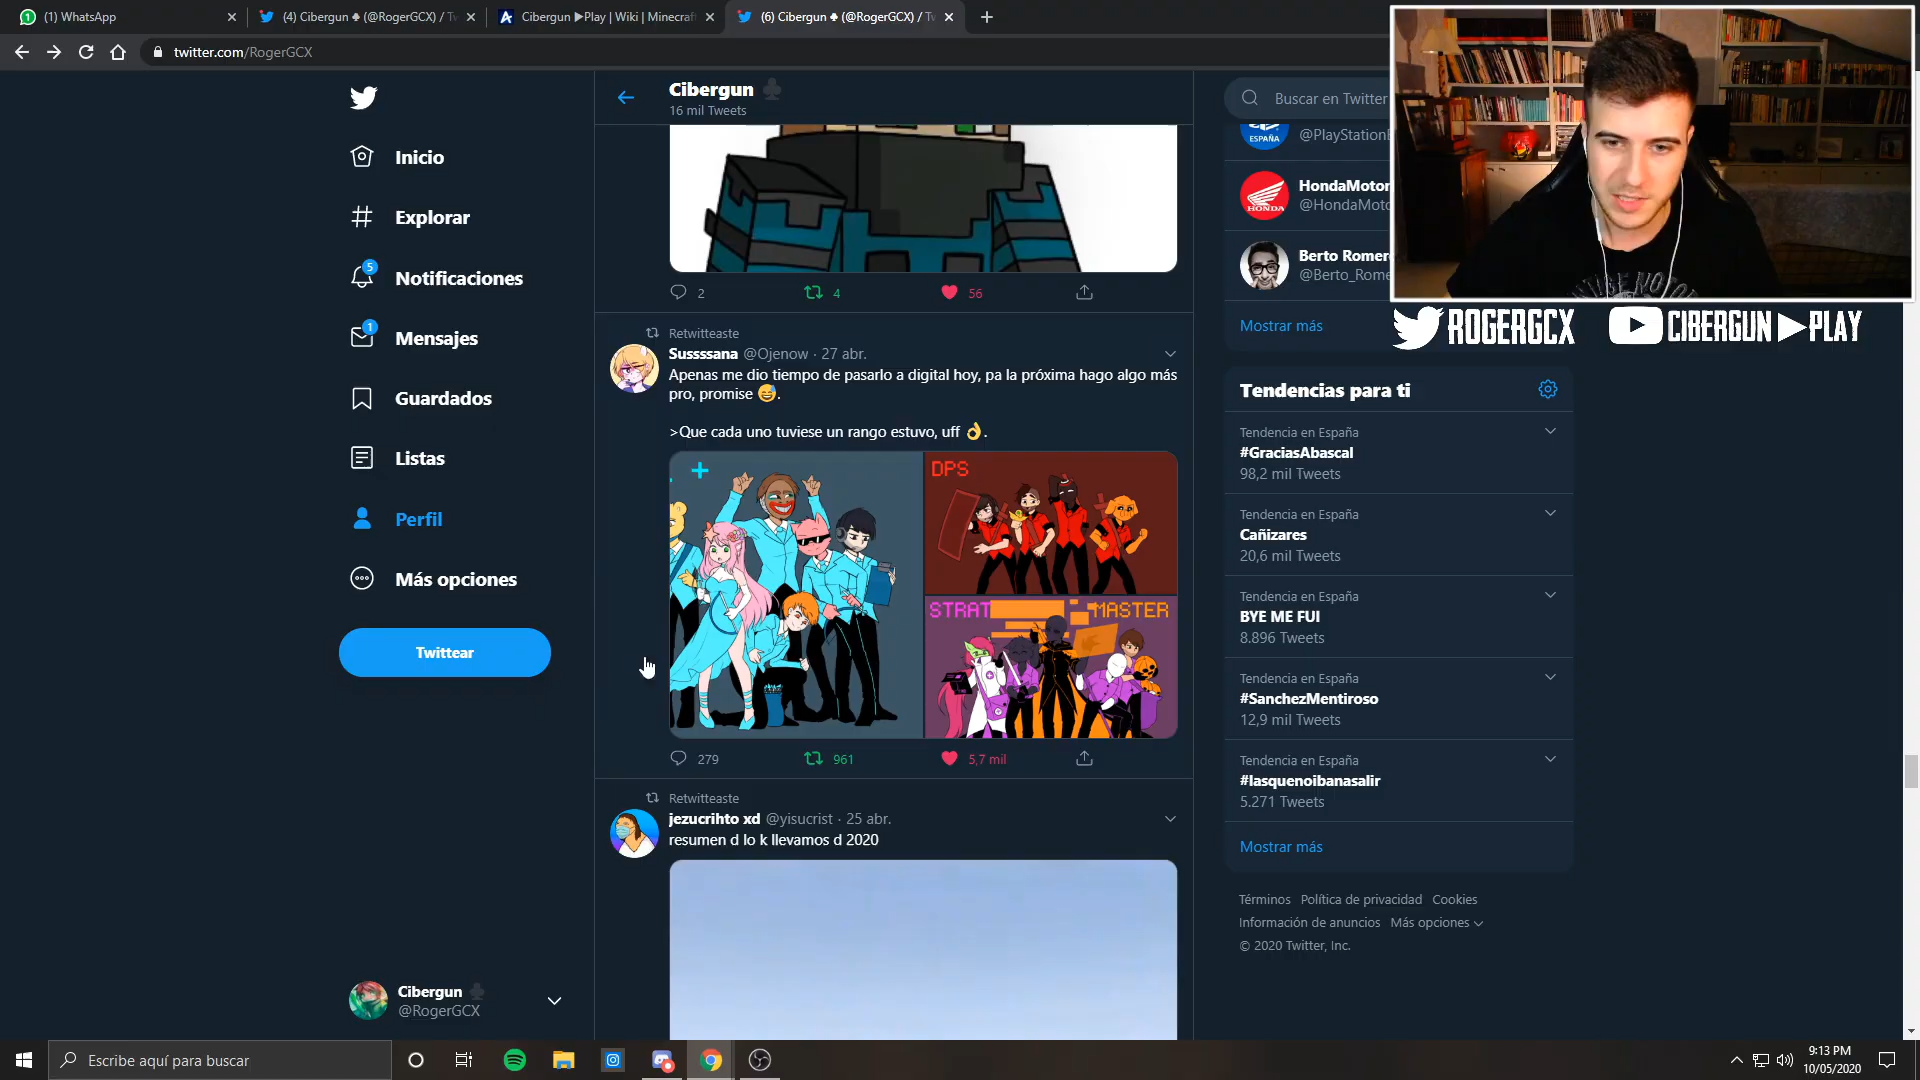 (1) WhatsApp
(4) Cibergun ♣ (@RogerGCX) / Tw
Cibergun ▶Play | Wiki | Minecraft
(6) Cibergun ♣ (@RogerGCX) / Tw
twitter.com/RogerGCX
Inicio
Explorar
5
Notificaciones
1
Mensajes
Guardados
Listas
Perfil
Más opciones
Twittear
Cibergun ♣
@RogerGCX
Cibergun ♣
16 mil Tweets
2
4
56
Retwitteaste
Sussssana @Ojenow · 27 abr.
Apenas me dio tiempo de pasarlo a digital hoy, pa la próxima hago algo más
pro, promise 😅.
>Que cada uno tuviese un rango estuvo, uff 👌.
DPS
STRAT
MASTER
279
961
5,7 mil
Retwitteaste
jezucrihto xd @yisucrist · 25 abr.
resumen d lo k llevamos d 2020
Buscar en Twitter
ESPAÑA
@PlayStationE
HONDA
HondaMotor
@HondaMoto
Berto Romero
@Berto_Rome
Mostrar más
ROGERGCX
CIBERGUN ▶PLAY
Tendencias para ti
Tendencia en España
#GraciasAbascal
98,2 mil Tweets
Tendencia en España
Cañizares
20,6 mil Tweets
Tendencia en España
BYE ME FUI
8.896 Tweets
Tendencia en España
#SanchezMentiroso
12,9 mil Tweets
Tendencia en España
#lasquenoibanasalir
5.271 Tweets
Mostrar más
Términos Política de privacidad Cookies
Información de anuncios Más opciones
© 2020 Twitter, Inc.
Escribe aquí para buscar
9:13 PM
10/05/2020